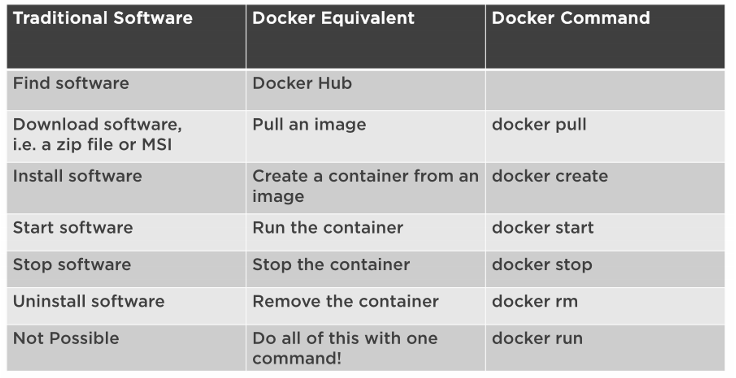 Traditional Software Docker Equivalent Docker Command
Find software Docker Hub
Download software, Pull an image docker pull
i.e. a zip file or MSI
Install software Create a container from an docker create
image
Start software Run the container docker start
Stop software Stop the container docker stop
Uninstall software Remove the container docker rm
Not Possible Do all of this with one docker run
command!